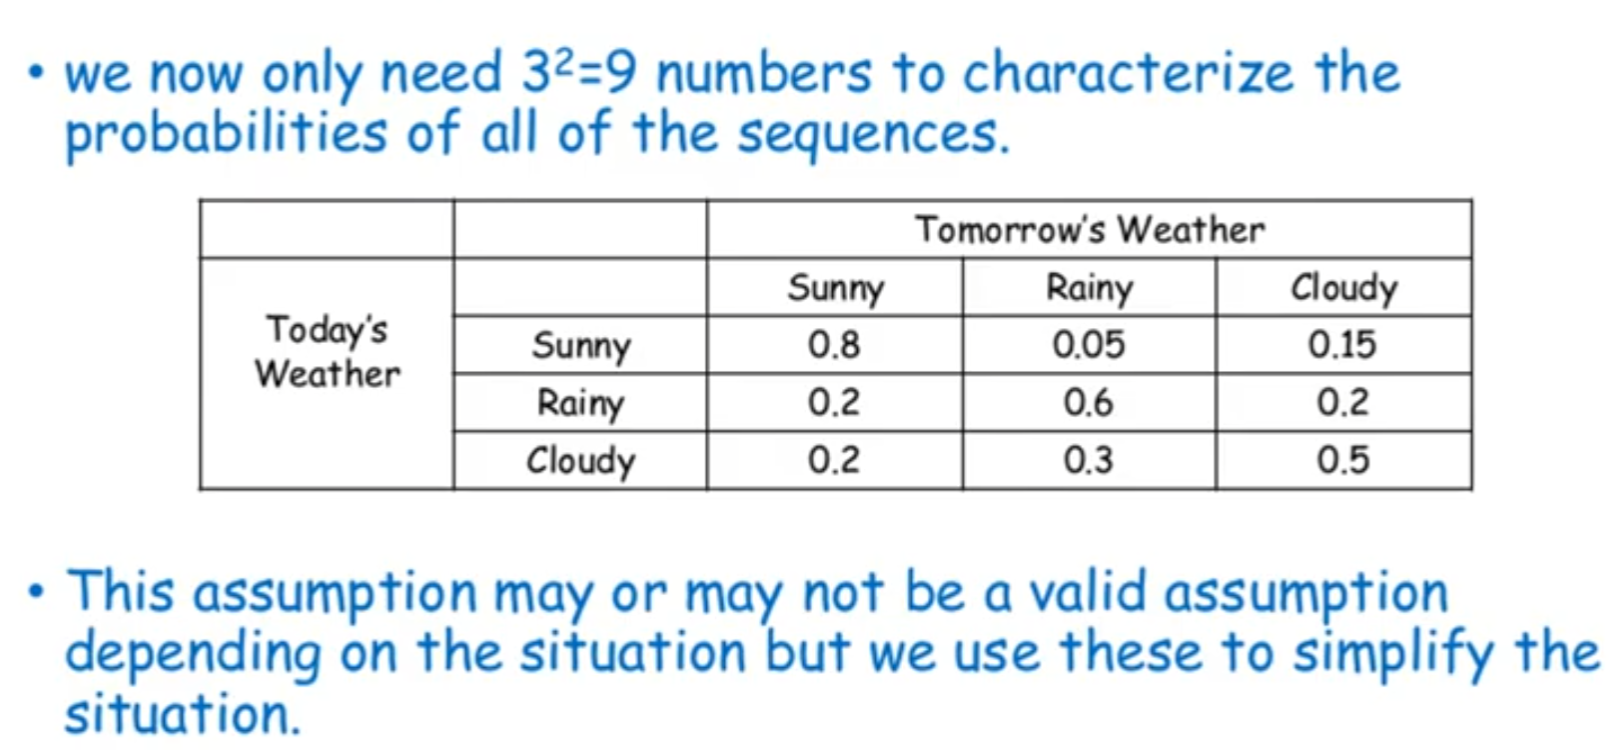 • we now only need 3²=9 numbers to characterize the
probabilities of all of the sequences.
Tomorrow's Weather
Sunny Rainy Cloudy
Today's
Weather
Sunny 0.8 0.05 0.15
Rainy 0.2 0.6 0.2
Cloudy 0.2 0.3 0.5
• This assumption may or may not be a valid assumption
depending on the situation but we use these to simplify the
situation.